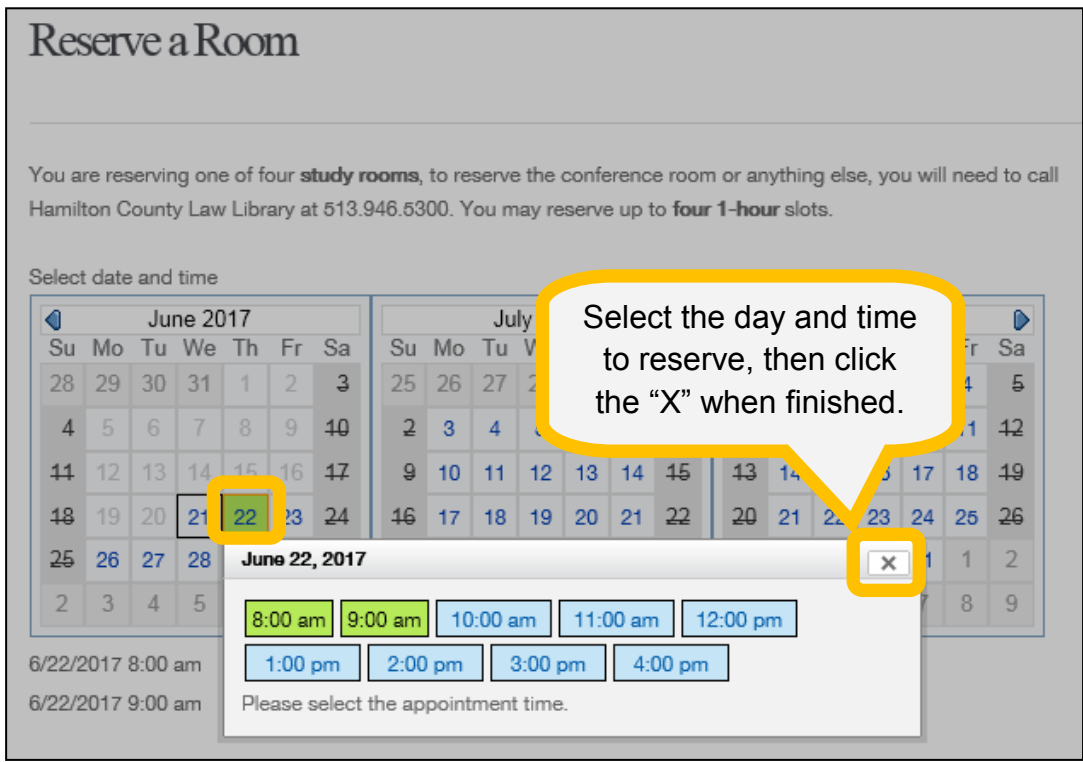 Reserve a Room
You are reserving one of four study rooms, to reserve the conference room or anything else, you will need to call
Hamilton County Law Library at 513.946.5300. You may reserve up to four 1-hour slots.
Select date and time
June 2017
Su Mo Tu We Th Fr Sa
28 29 30 31 1 2 3
4 5 6 7 8 9 10
11 12 13 14 15 16 17
18 19 20 21 22 23 24
25 26 27 28
2 3 4 5
July
Su Mo Tu
25 26 27
2 3 4
9 10 11 12 13 14 15
16 17 18 19 20 21 22
Sa
5
12
13 14 17 18 19
20 21 22 23 24 25 26
1 2
8 9
Select the day and time
to reserve, then click
the “X” when finished.
June 22, 2017
8:00 am 9:00 am 10:00 am 11:00 am 12:00 pm
1:00 pm 2:00 pm 3:00 pm 4:00 pm
Please select the appointment time.
6/22/2017 8:00 am
6/22/2017 9:00 am